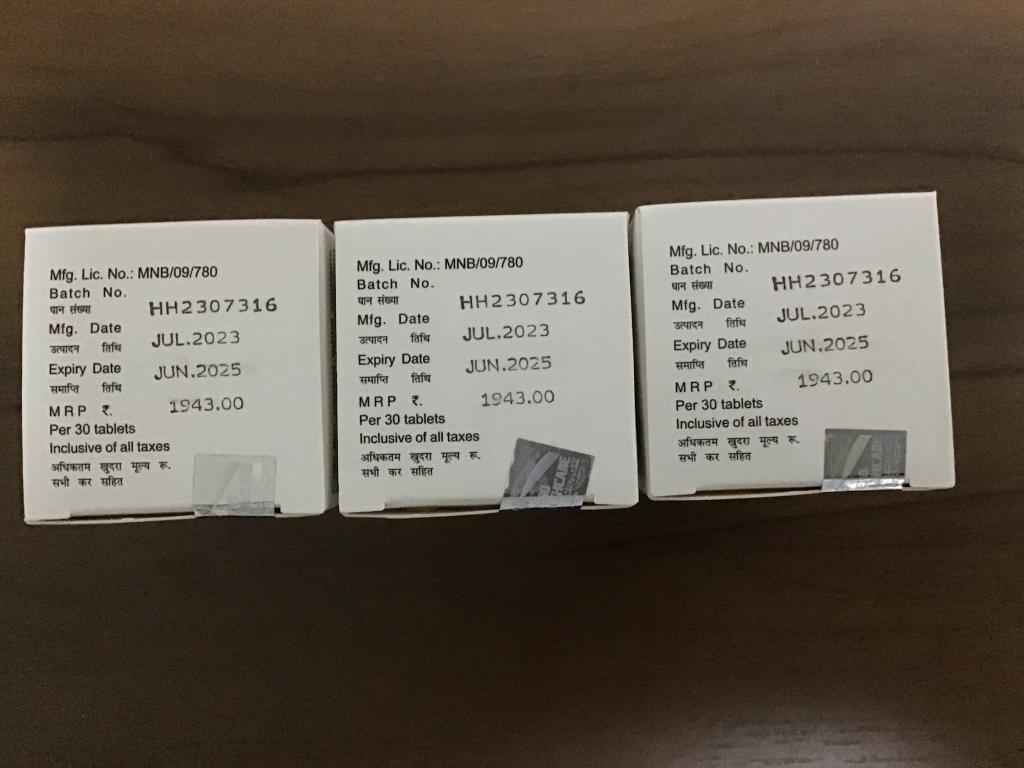 Mfg. Lic. No.: MNB/09/780
Batch No.
घान संख्या HH2307316
Mfg. Date
उत्पादन तिथि JUL.2023
Expiry Date
समाप्ति तिथि JUN.2025
MRP ₹. 1943.00
Per 30 tablets
Inclusive of all taxes
अधिकतम खुदरा मूल्य रू.
सभी कर सहित
Mfg. Lic. No.: MNB/09/780
Batch No.
घान संख्या HH2307316
Mfg. Date
उत्पादन तिथि JUL.2023
Expiry Date
समाप्ति तिथि JUN.2025
MRP ₹. 1943.00
Per 30 tablets
Inclusive of all taxes
अधिकतम खुदरा मूल्य रू.
सभी कर सहित
Mfg. Lic. No.: MNB/09/780
Batch No.
घान संख्या HH2307316
Mfg. Date
उत्पादन तिथि JUL.2023
Expiry Date
समाप्ति तिथि JUN.2025
MRP ₹. 1943.00
Per 30 tablets
Inclusive of all taxes
अधिकतम खुदरा मूल्य रू.
सभी कर सहित